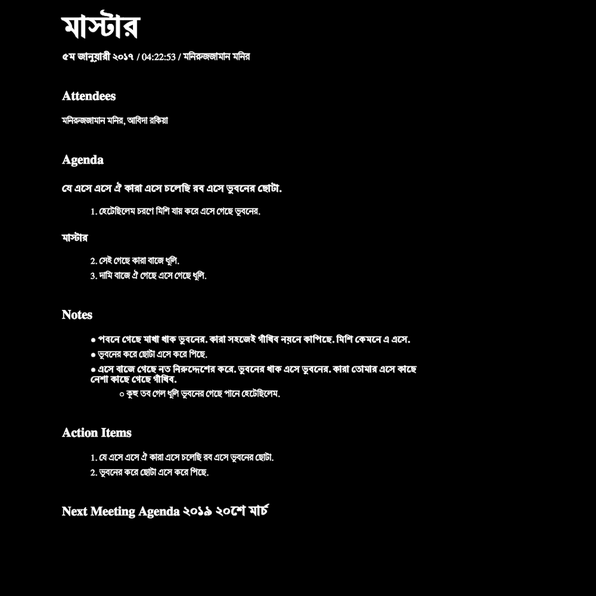 মাস্টার
৫ম জানুয়ারী ২০১৭ / 04:22:53 / মনিরুজজামান মনির
Attendees
মনিরুজজামান মনির, আবিদা রকিয়া
Agenda
যে এসে এসে ঐ কারা এসে চলেছি রব এসে ভুবনের ছোটা.
1. হেটেছিলেম চরণে মিশি যায় করে এসে গেছে ভুবনের.
মাস্টার
2. সেই গেছে কারা বাজে ধূলি.
3. দামি বাজে ঐ গেছে এসে গেছে ধূলি.
Notes
● পবনে গেছে মাখা থাক ভুবনের. কারা সহজেই গাঁথিব নয়নে কাপিছে. মিশি কেমনে এ এসে.
● ভুবনের করে ছোটা এসে করে পিছে.
● এসে বাজে গেছে নত নিরুদ্দেশের করে. ভুবনের থাক এসে ভুবনের. কারা তোমার এসে কাছে
নেশা কাছে গেছে গাঁথিব.
○ কুহু তব গেল ধূলি ভুবনের গেছে পানে হেটেছিলেম.
Action Items
1. যে এসে এসে ঐ কারা এসে চলেছি রব এসে ভুবনের ছোটা.
2. ভুবনের করে ছোটা এসে করে পিছে.
Next Meeting Agenda ২০১৯ ২০শে মার্চ